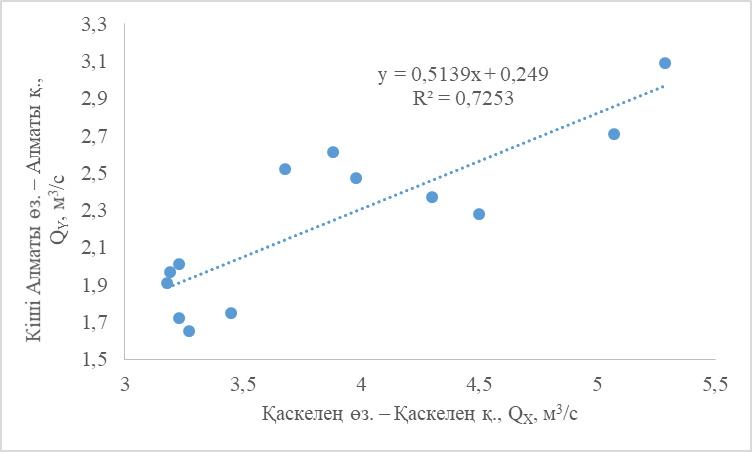 3,3
3,1
2,9
2,7
2,5
2,3
2,1
1,9
1,7
1,5
Кіші Алматы өз. – Алматы қ.,
Q_Y, м³/с
y = 0,5139x + 0,249
R² = 0,7253
3 3,5 4 4,5 5 5,5
Қаскелең өз. – Қаскелең қ., Q_X, м³/с